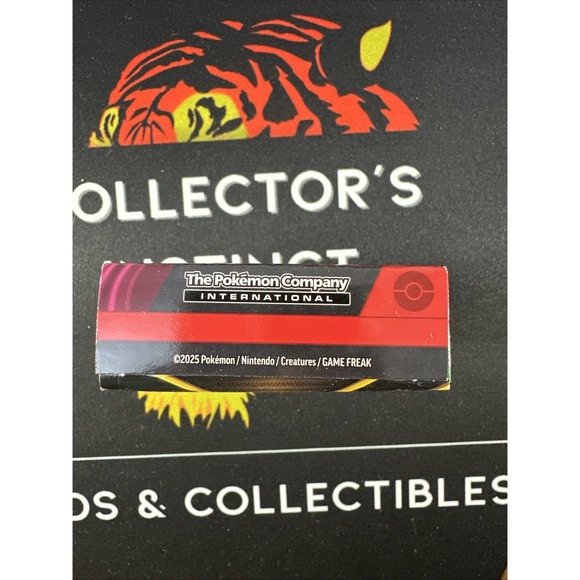 OLLECTOR'S
The Pokémon Company
INTERNATIONAL
©2025 Pokémon / Nintendo / Creatures / GAME FREAK
DS & COLLECTIBLES